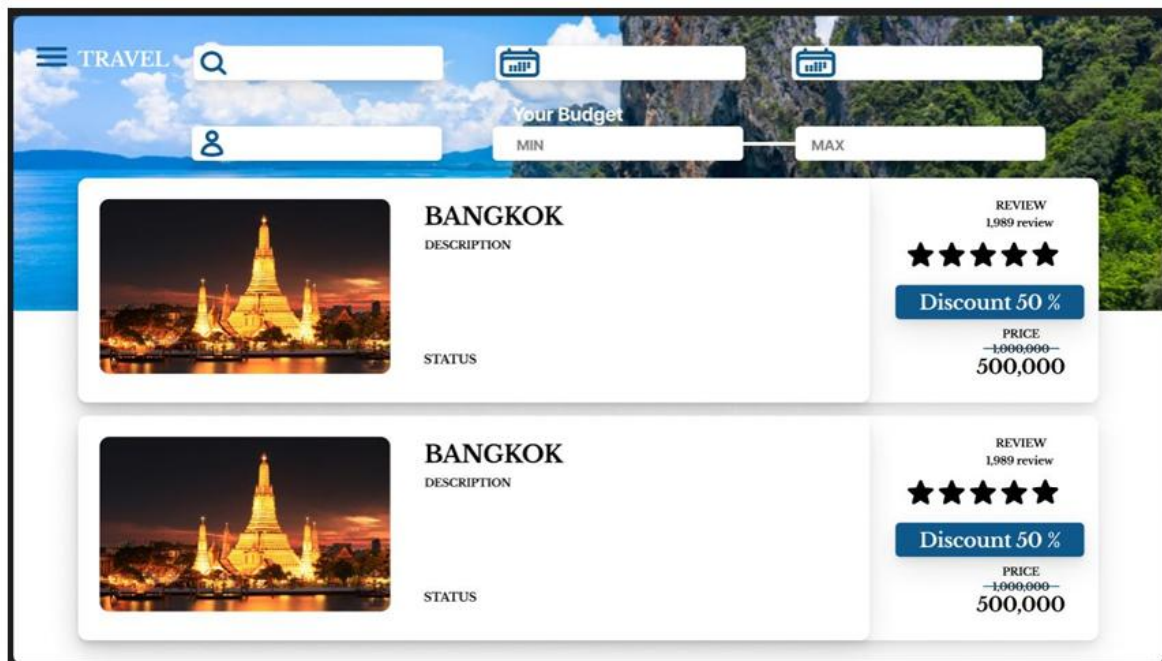 TRAVEL
Your Budget
MIN
MAX
BANGKOK
DESCRIPTION
STATUS
REVIEW
1,989 review
Discount 50 %
PRICE
1,000,000
500,000
BANGKOK
DESCRIPTION
STATUS
REVIEW
1,989 review
Discount 50 %
PRICE
1,000,000
500,000